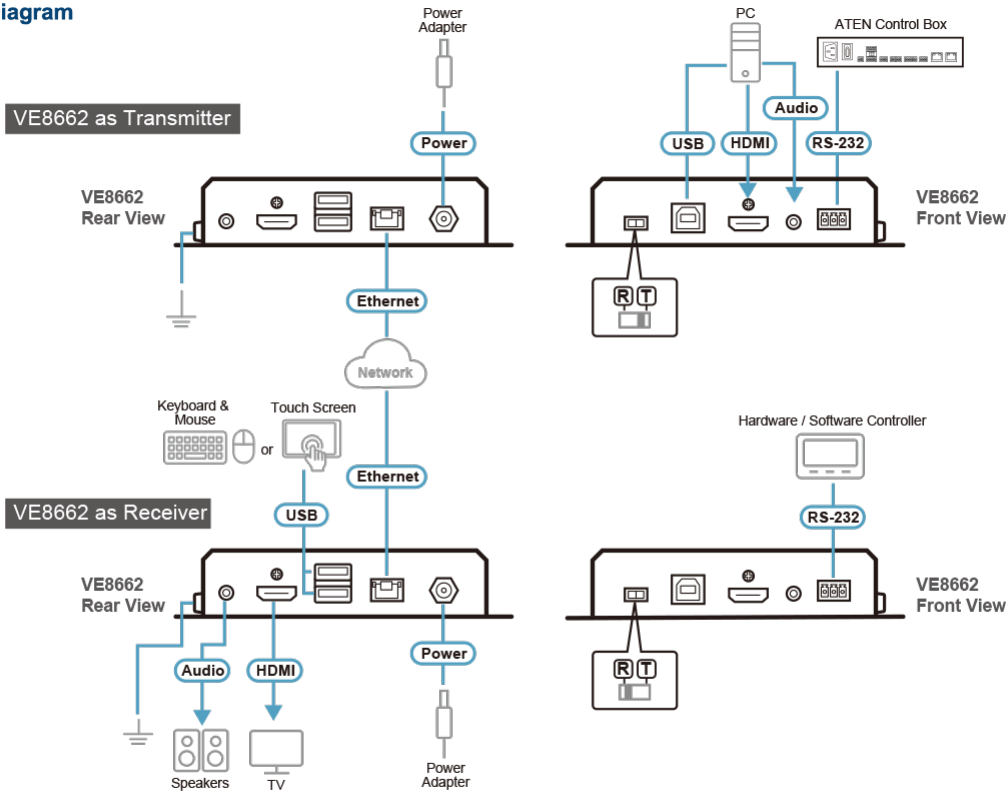 iagram
Power
Adapter
PC
ATEN Control Box
VE8662 as Transmitter
Power
USB
HDMI
Audio
RS-232
VE8662
Rear View
VE8662
Front View
Ethernet
R T
Network
Keyboard &
Mouse
or
Touch Screen
Hardware / Software Controller
Ethernet
VE8662 as Receiver
USB
RS-232
VE8662
Rear View
VE8662
Front View
Audio
HDMI
Power
R T
Speakers
TV
Power
Adapter